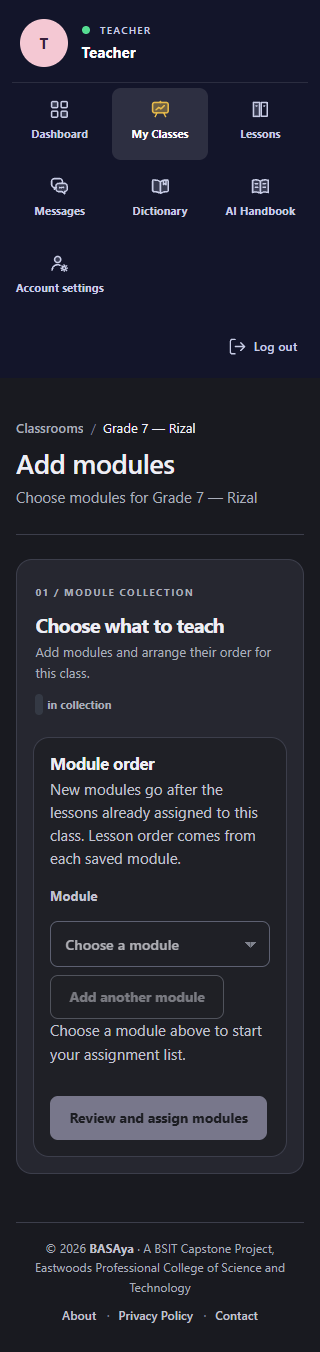 T
TEACHER
Teacher
Dashboard
My Classes
Lessons
Messages
Dictionary
AI Handbook
Account settings
Log out
Classrooms / Grade 7 — Rizal
Add modules
Choose modules for Grade 7 — Rizal
01 / MODULE COLLECTION
Choose what to teach
Add modules and arrange their order for
this class.
in collection
Module order
New modules go after the
lessons already assigned to this
class. Lesson order comes from
each saved module.
Module
Choose a module
Add another module
Choose a module above to start
your assignment list.
Review and assign modules
© 2026 BASAya · A BSIT Capstone Project,
Eastwoods Professional College of Science and
Technology
About · Privacy Policy · Contact